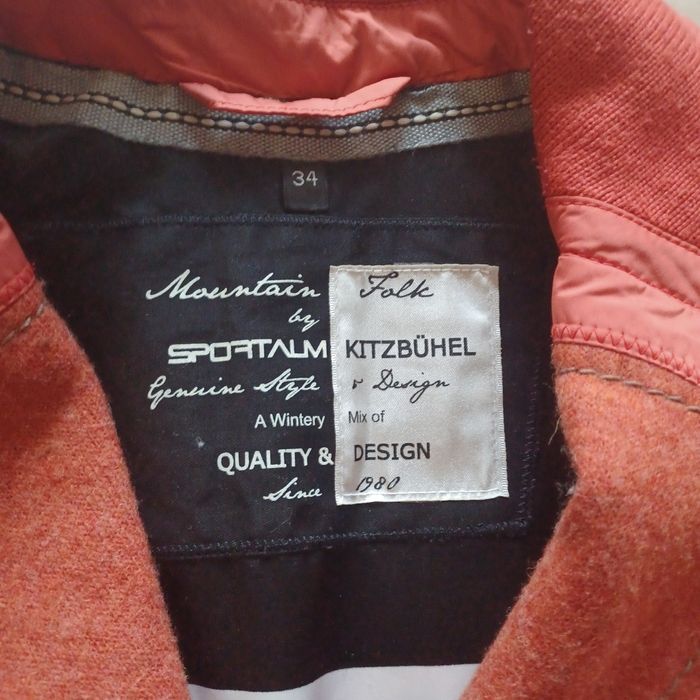 34
Mountain Folk
by
SPORTALM KITZBÜHEL
Genuine Style & Design
A Wintery Mix of
QUALITY & DESIGN
Since 1980